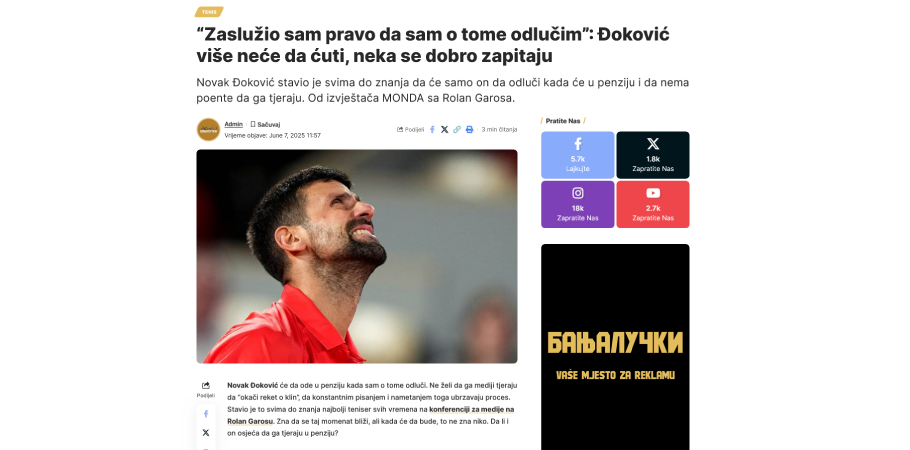 TENIS
“Zaslužio sam pravo da sam o tome odlučim”: Đoković
više neće da ćuti, neka se dobro zapitaju
Novak Đoković stavio je svima do znanja da će samo on da odluči kada će u penziju i da nema
poente da ga tjeraju. Od izvještača MONDA sa Rolan Garosa.
Admin Sačuvaj
Vrijeme objave: June 7, 2025 11:57
Podijeli
3 min čitanja
Pratite Nas
5.7k
Lajkujte
1.8k
Zapratite Nas
18k
Zapratite Nas
2.7k
Zapratite Nas
БАЊАЛУЧКИ
VAŠE MJESTO ZA REKLAMU
Podijeli
Novak Đoković će da ode u penziju kada sam o tome odluči. Ne želi da ga mediji tjeraju
da “okači reket o klin”, da konstantnim pisanjem i nametanjem toga ubrzavaju proces.
Stavio je to svima do znanja najbolji teniser svih vremena na konferenciji za medije na
Rolan Garosu. Zna da se taj momenat bliži, ali kada će da bude, to ne zna niko. Da li i
on osjeća da ga tjeraju u penziju?